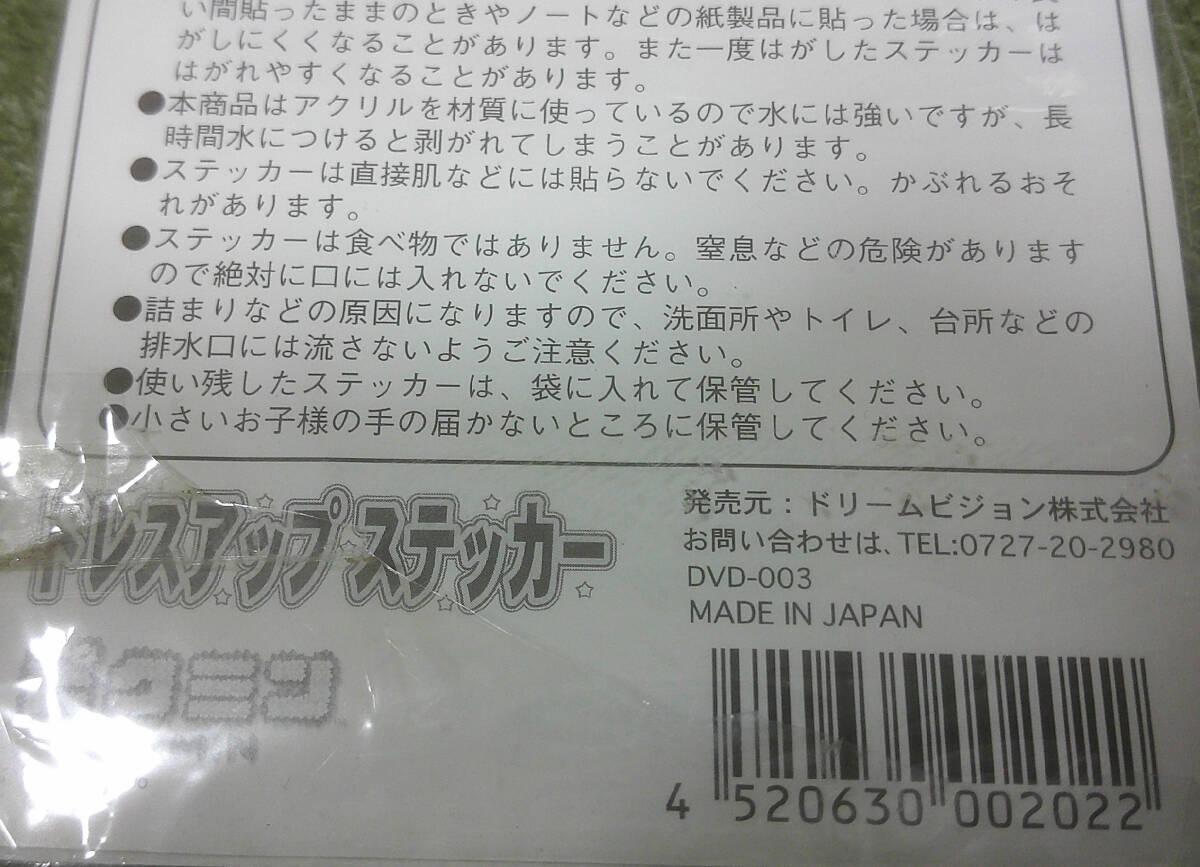 い間貼ったままのときやノートなどの紙製品に貼った場合は、は
がしにくくなることがあります。また一度はがしたステッカーは
はがれやすくなることがあります。
●本商品はアクリルを材質に使っているので水には強いですが、長
時間水につけると剥がれてしまうことがあります。
●ステッカーは直接肌などには貼らないでください。かぶれるおそ
れがあります。
●ステッカーは食べ物ではありません。窒息などの危険があります
ので絶対に口には入れないでください。
●詰まりなどの原因になりますので、洗面所やトイレ、台所などの
排水口には流さないようご注意ください。
●使い残したステッカーは、袋に入れて保管してください。
●小さいお子様の手の届かないところに保管してください。
ドレスアップステッカー
ピクミン
発売元：ドリームビジョン株式会社
お問い合わせは、TEL:0727-20-2980
DVD-003
MADE IN JAPAN
4 520630 002022